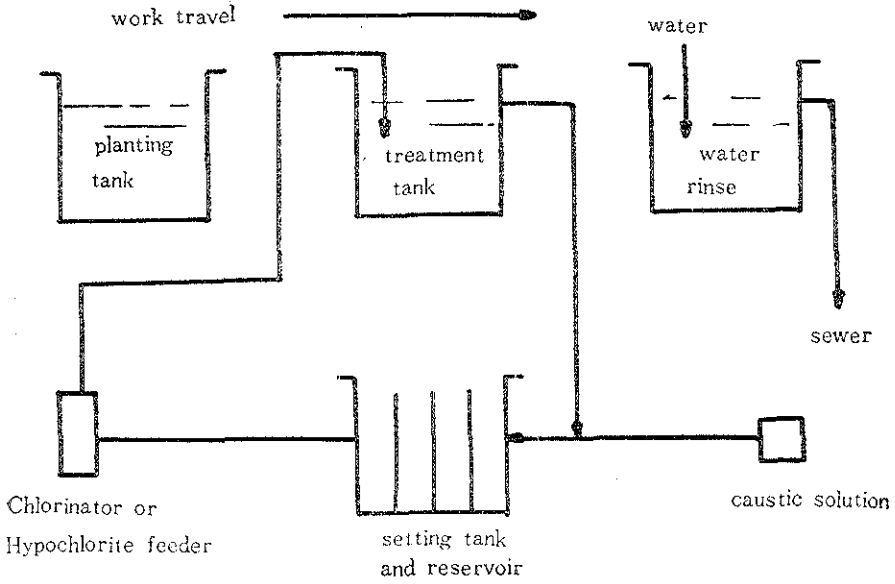 work travel
water
planting
tank
treatment
tank
water
rinse
sewer
Chlorinator or
Hypochlorite feeder
setting tank
and reservoir
caustic solution